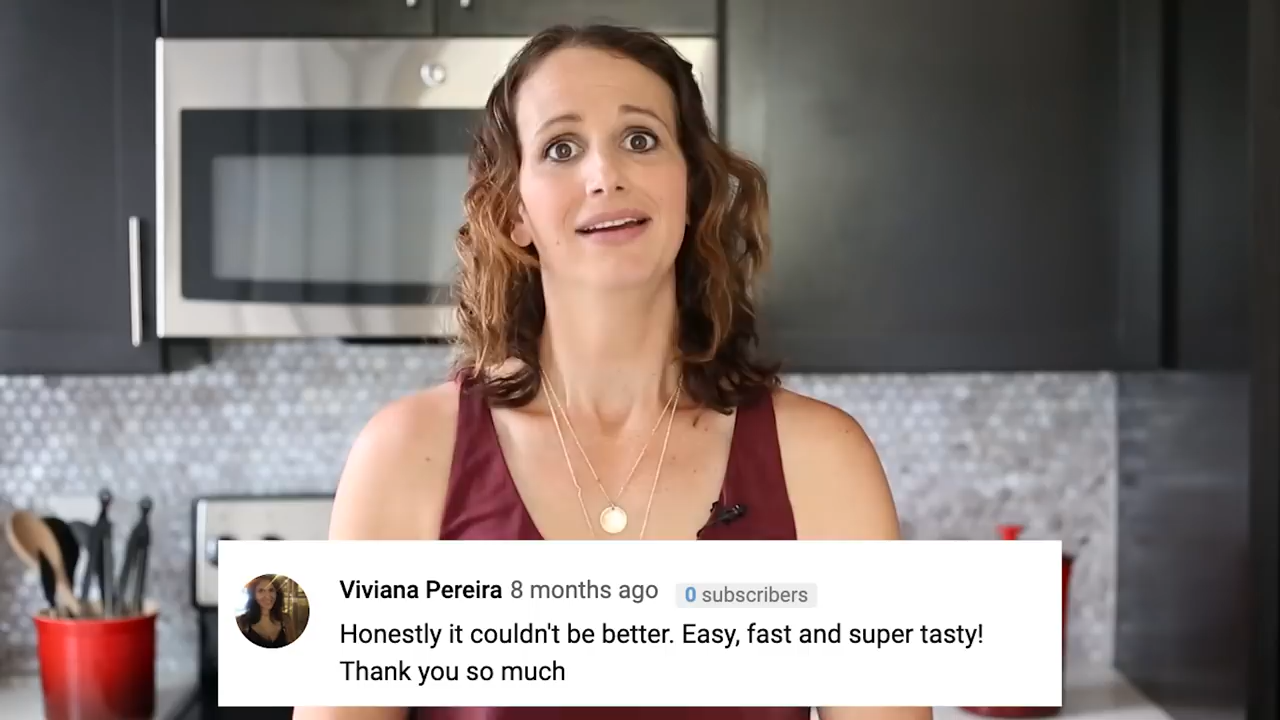 Viviana Pereira 8 months ago 0 subscribers
Honestly it couldn't be better. Easy, fast and super tasty!
Thank you so much